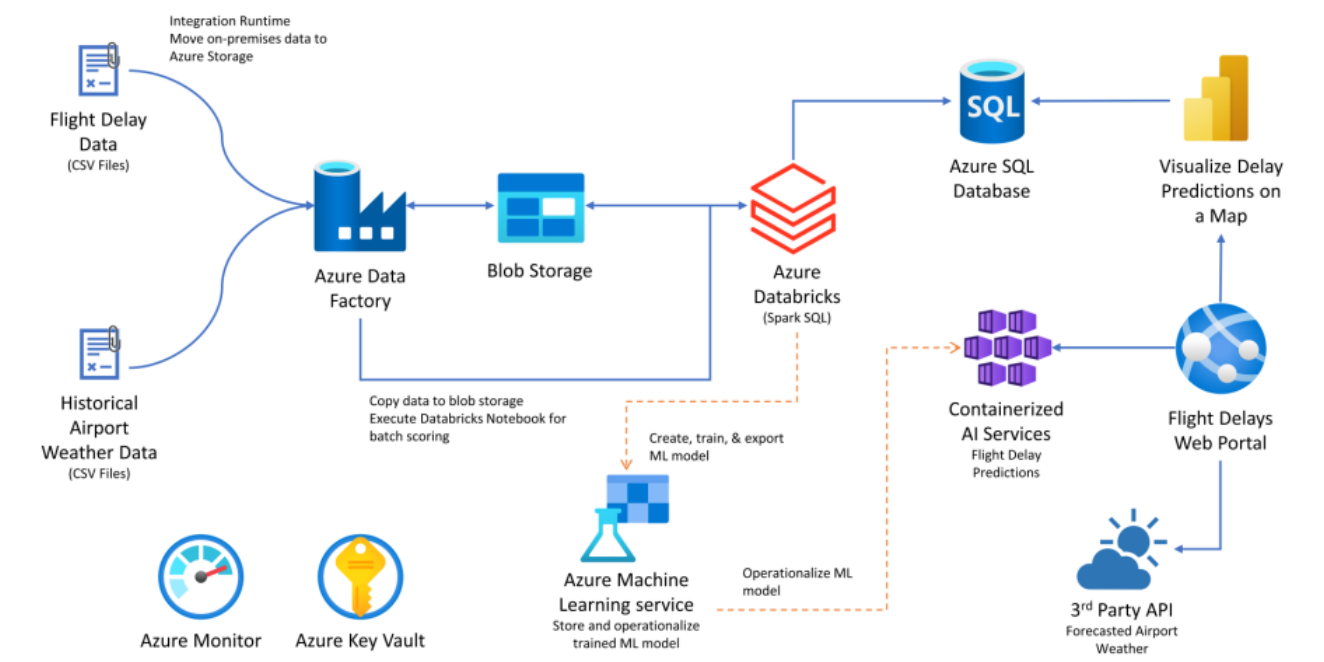 Integration Runtime
Move on-premises data to
Azure Storage
Flight Delay
Data
(CSV Files)
Historical
Airport
Weather Data
(CSV Files)
Azure Data
Factory
Blob Storage
Copy data to blob storage
Execute Databricks Notebook for
batch scoring
Azure
Databricks
(Spark SQL)
SQL
Azure SQL
Database
Visualize Delay
Predictions on
a Map
Create, train, & export
ML model
Azure Machine
Learning service
Store and operationalize
trained ML model
Operationalize ML
model
Containerized
AI Services
Flight Delay
Predictions
Flight Delays
Web Portal
3rd Party API
Forecasted Airport
Weather
Azure Monitor
Azure Key Vault